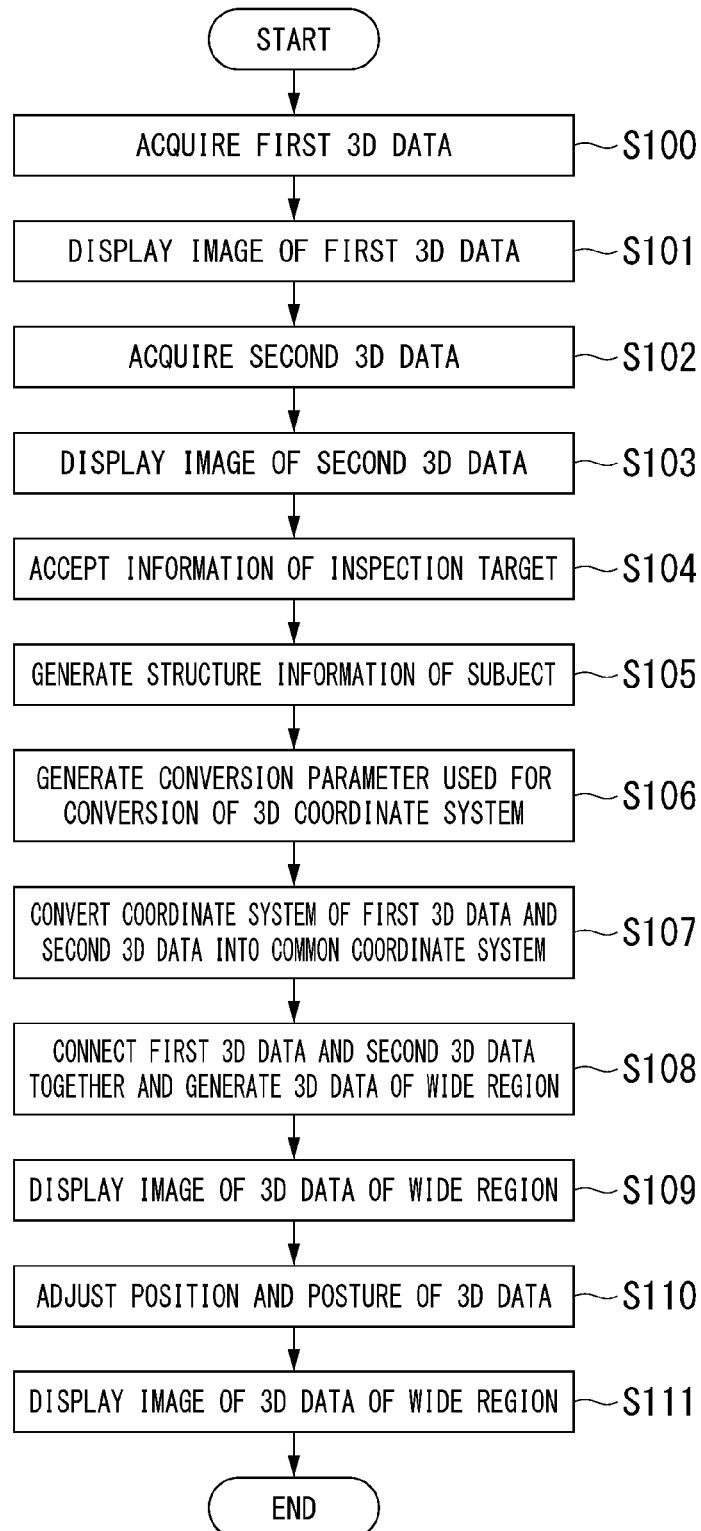 START
ACQUIRE FIRST 3D DATA
S100
DISPLAY IMAGE OF FIRST 3D DATA
S101
ACQUIRE SECOND 3D DATA
S102
DISPLAY IMAGE OF SECOND 3D DATA
S103
ACCEPT INFORMATION OF INSPECTION TARGET
S104
GENERATE STRUCTURE INFORMATION OF SUBJECT
S105
GENERATE CONVERSION PARAMETER USED FOR
CONVERSION OF 3D COORDINATE SYSTEM
S106
CONVERT COORDINATE SYSTEM OF FIRST 3D DATA AND
SECOND 3D DATA INTO COMMON COORDINATE SYSTEM
S107
CONNECT FIRST 3D DATA AND SECOND 3D DATA
TOGETHER AND GENERATE 3D DATA OF WIDE REGION
S108
DISPLAY IMAGE OF 3D DATA OF WIDE REGION
S109
ADJUST POSITION AND POSTURE OF 3D DATA
S110
DISPLAY IMAGE OF 3D DATA OF WIDE REGION
S111
END